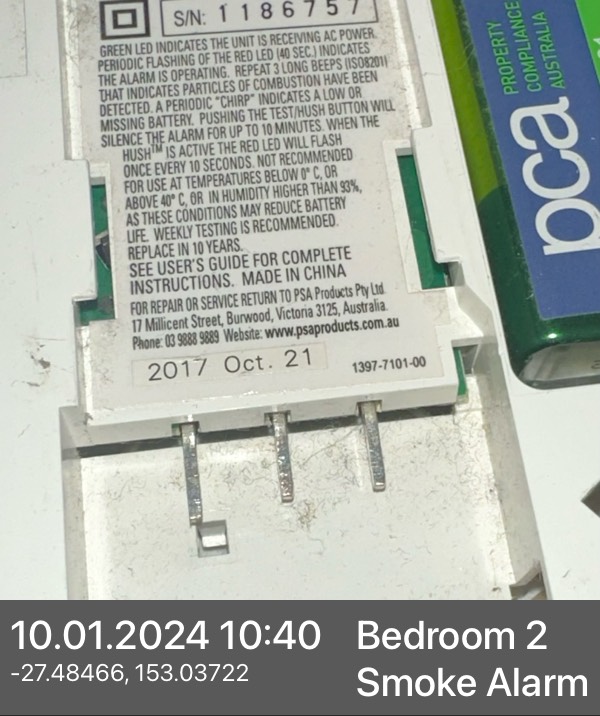 S/N: 1186757
GREEN LED INDICATES THE UNIT IS RECEIVING AC POWER.
PERIODIC FLASHING OF THE RED LED (40 SEC.) INDICATES
THE ALARM IS OPERATING. REPEAT 3 LONG BEEPS (ISO8201)
THAT INDICATES PARTICLES OF COMBUSTION HAVE BEEN
DETECTED. A PERIODIC "CHIRP" INDICATES A LOW OR
MISSING BATTERY. PUSHING THE TEST/HUSH BUTTON WILL
SILENCE THE ALARM FOR UP TO 10 MINUTES. WHEN THE
HUSH™ IS ACTIVE THE RED LED WILL FLASH
ONCE EVERY 10 SECONDS. NOT RECOMMENDED
FOR USE AT TEMPERATURES BELOW 0° C, OR
ABOVE 40° C, OR IN HUMIDITY HIGHER THAN 93%,
AS THESE CONDITIONS MAY REDUCE BATTERY
LIFE. WEEKLY TESTING IS RECOMMENDED.
REPLACE IN 10 YEARS.
SEE USER'S GUIDE FOR COMPLETE
INSTRUCTIONS. MADE IN CHINA
FOR REPAIR OR SERVICE RETURN TO PSA Products Pty Ltd
17 Millicent Street, Burwood, Victoria 3125, Australia.
Phone: 03 9888 9889 Website: www.psaproducts.com.au
2017 Oct. 21
1397-7101-00
pca
PROPERTY
COMPLIANCE
AUSTRALIA
10.01.2024 10:40
-27.48466, 153.03722
Bedroom 2
Smoke Alarm